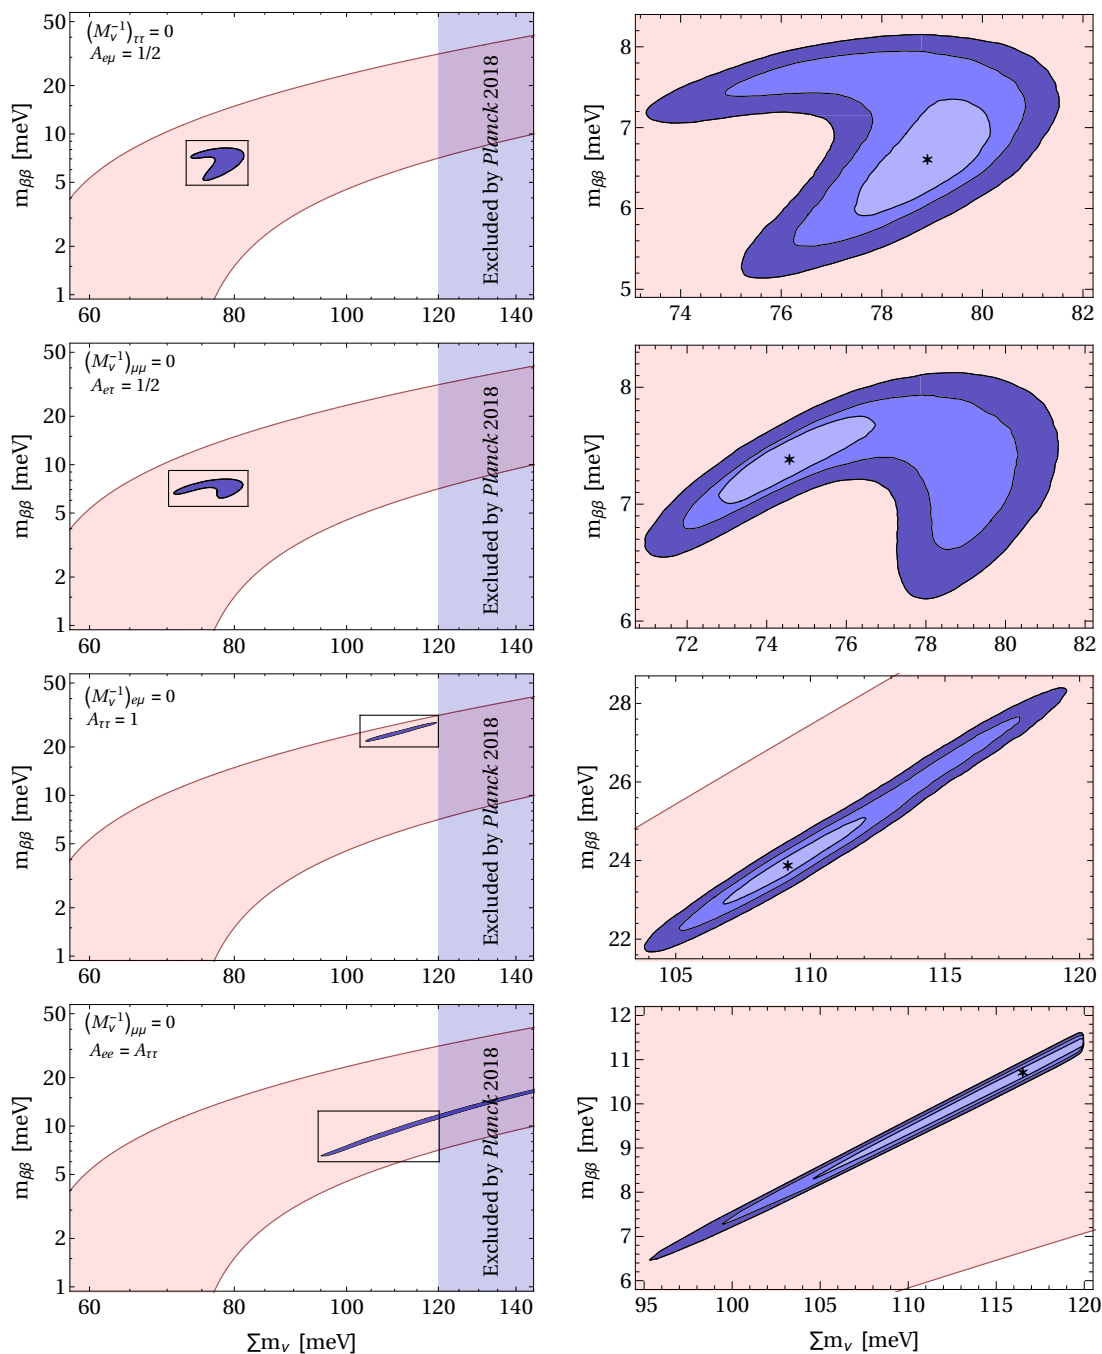 50
20
10
5
2
1
m_ββ [meV]
(M_ν^-1)_ττ = 0
A_eμ = 1/2
Excluded by Planck 2018
60 80 100 120 140
8
7
6
5
m_ββ [meV]
74 76 78 80 82
50
20
10
5
2
1
m_ββ [meV]
(M_ν^-1)_μμ = 0
A_eτ = 1/2
Excluded by Planck 2018
60 80 100 120 140
8
7
6
m_ββ [meV]
72 74 76 78 80 82
50
20
10
5
2
1
m_ββ [meV]
(M_ν^-1)_eμ = 0
A_ττ = 1
Excluded by Planck 2018
60 80 100 120 140
28
26
24
22
m_ββ [meV]
105 110 115 120
50
20
10
5
2
1
m_ββ [meV]
(M_ν^-1)_μμ = 0
A_ee = A_ττ
Excluded by Planck 2018
60 80 100 120 140
∑m_ν [meV]
12
11
10
9
8
7
6
m_ββ [meV]
95 100 105 110 115 120
∑m_ν [meV]